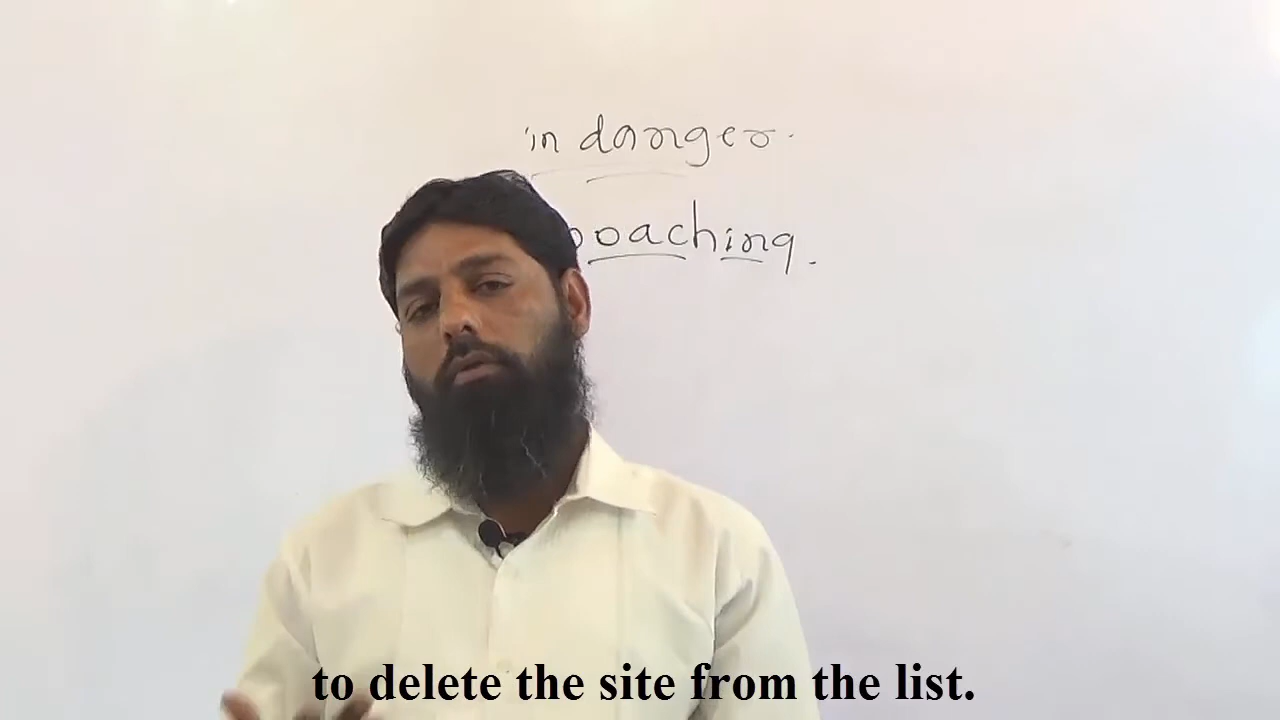 in danger.
poaching.
to delete the site from the list.